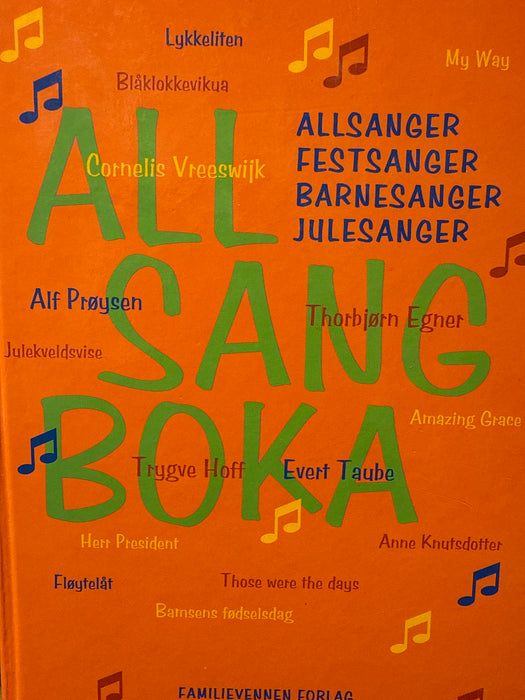 Lykkeliten
My Way
Blåklokkevikua
ALL
ALLSANGER
FESTSANGER
BARNESANGER
JULESANGER
Cornelis Vreeswijk
SANG
Alf Prøysen
Thorbjørn Egner
Julekveldsvise
BOKA
Amazing Grace
Trygve Hoff
Evert Taube
Herr President
Anne Knutsdotter
Fløytelåt
Those were the days
Bamsens fødselsdag
FAMILIEVENNEN FORLAG